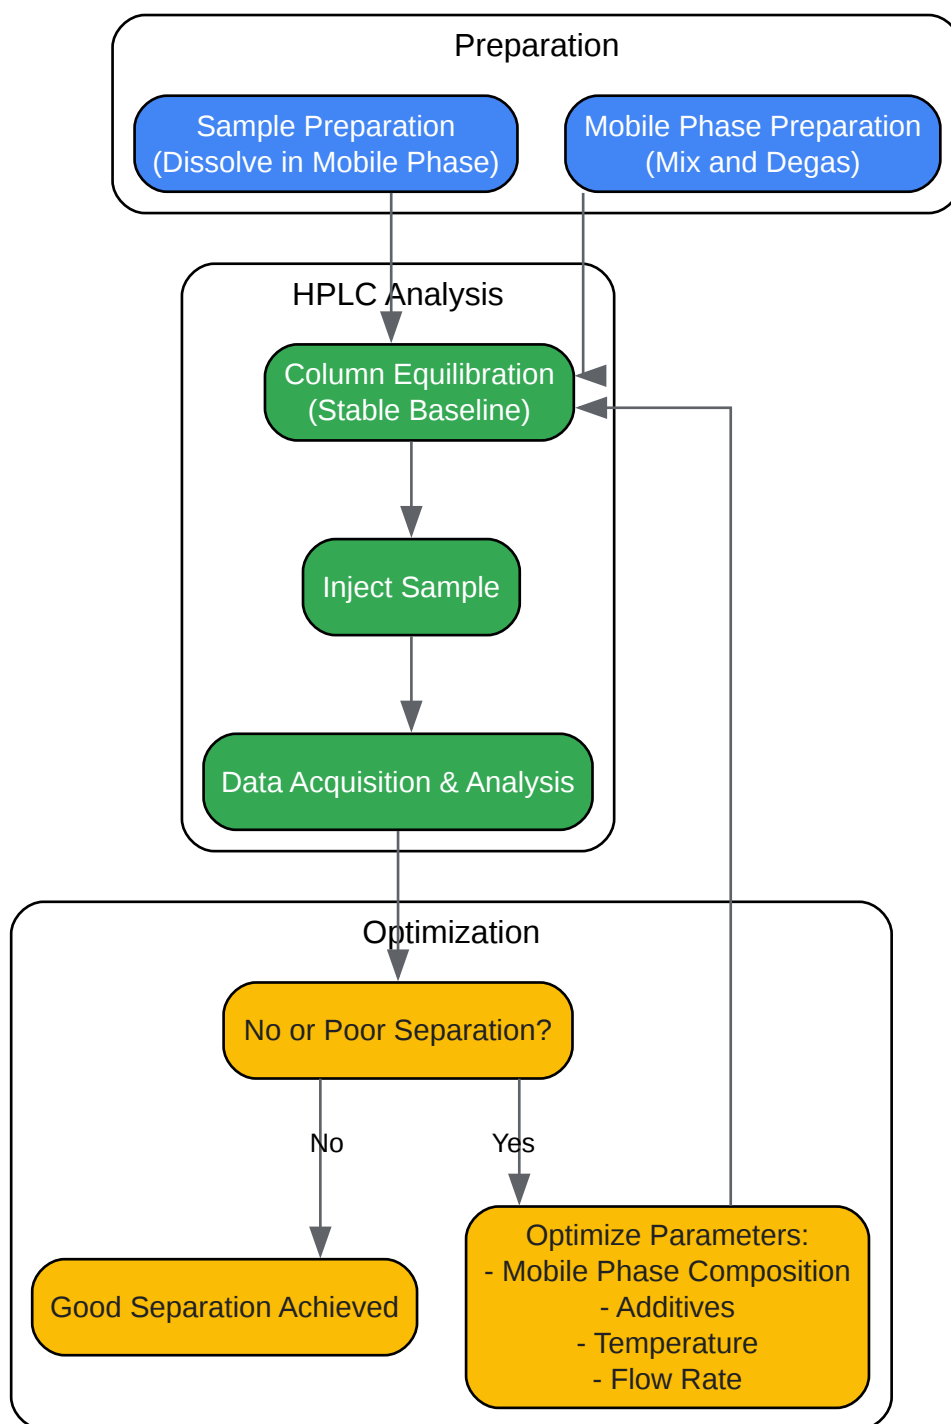 Preparation
Sample Preparation
(Dissolve in Mobile Phase)
Mobile Phase Preparation
(Mix and Degas)
HPLC Analysis
Column Equilibration
(Stable Baseline)
Inject Sample
Data Acquisition & Analysis
Optimization
No or Poor Separation?
No
Yes
Good Separation Achieved
Optimize Parameters:
- Mobile Phase Composition
- Additives
- Temperature
- Flow Rate